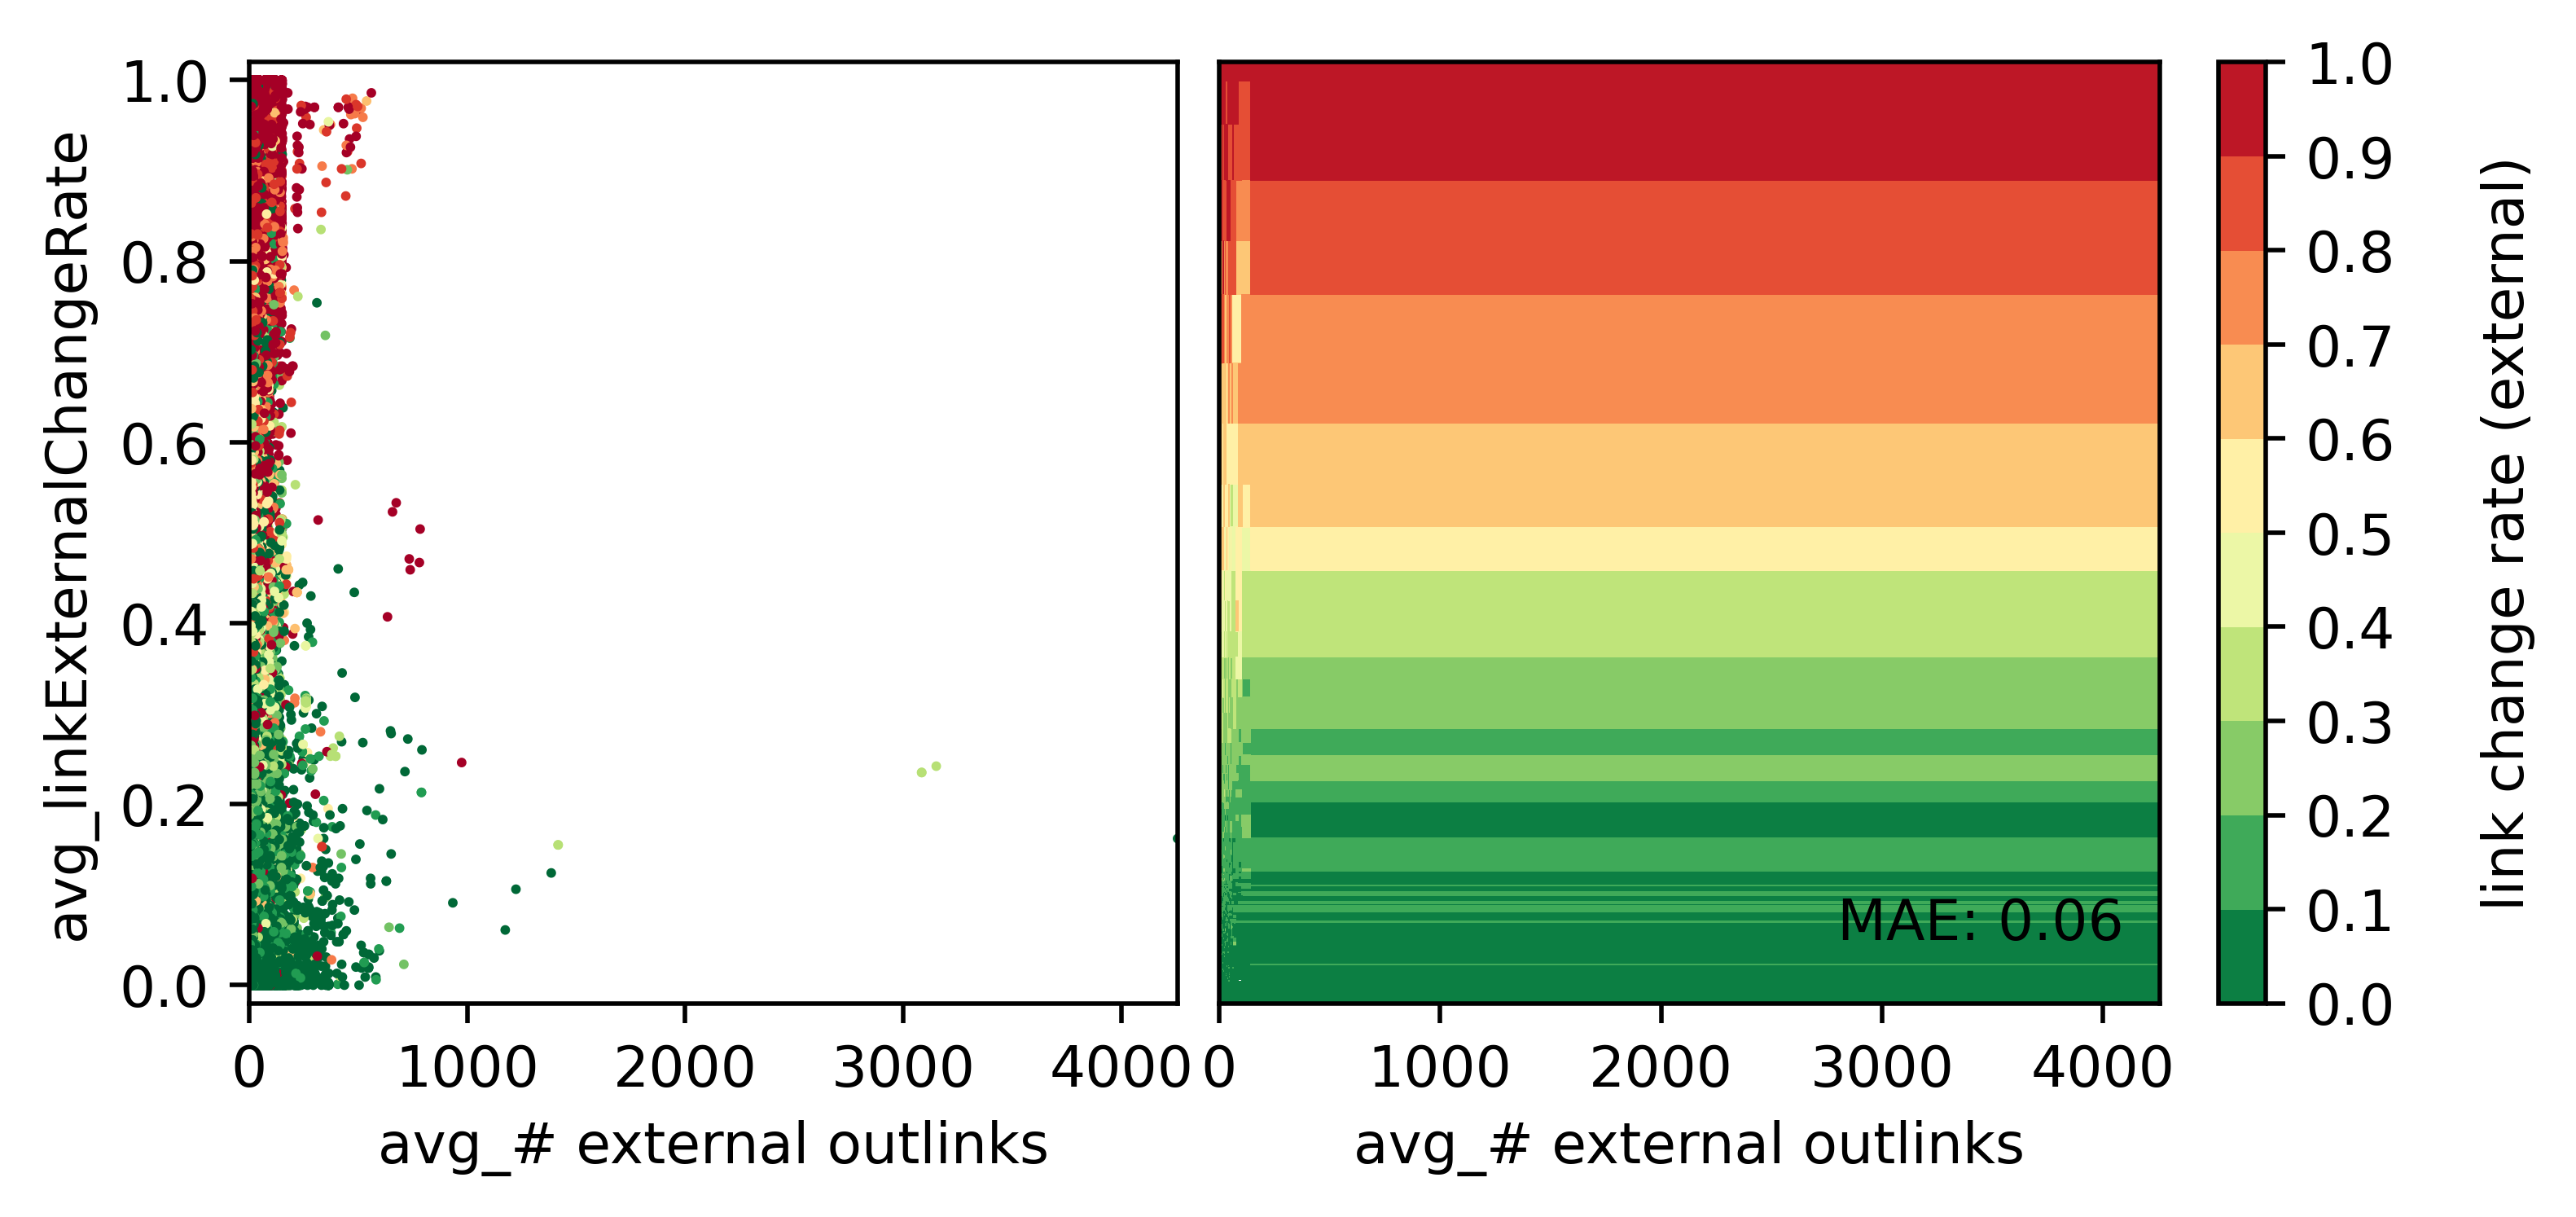 avg_linkExternalChangeRate
1.0
0.8
0.6
0.4
0.2
0.0
0 1000 2000 3000 4000
avg_# external outlinks
MAE: 0.06
0 1000 2000 3000 4000
avg_# external outlinks
1.0
0.9
0.8
0.7
0.6
0.5
0.4
0.3
0.2
0.1
0.0
link change rate (external)